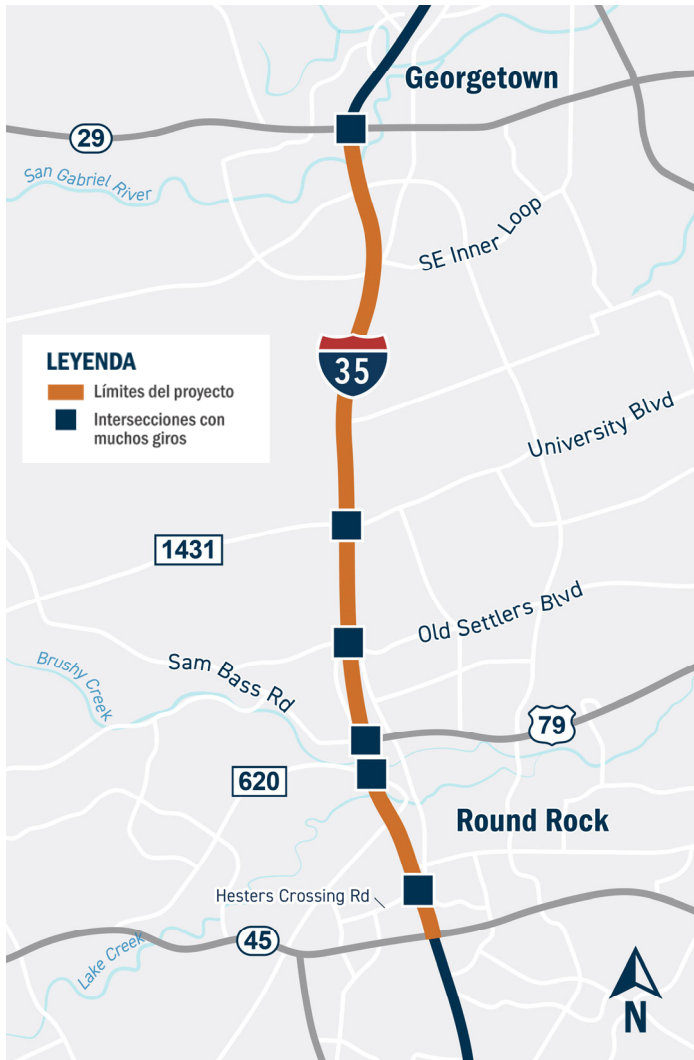 Georgetown
29
San Gabriel River
SE Inner Loop
35
LEYENDA
Límites del proyecto
Intersecciones con
muchos giros
University Blvd
1431
Old Settlers Blvd
Sam Bass Rd
Brushy Creek
79
620
Round Rock
Hesters Crossing Rd
45
Lake Creek
N